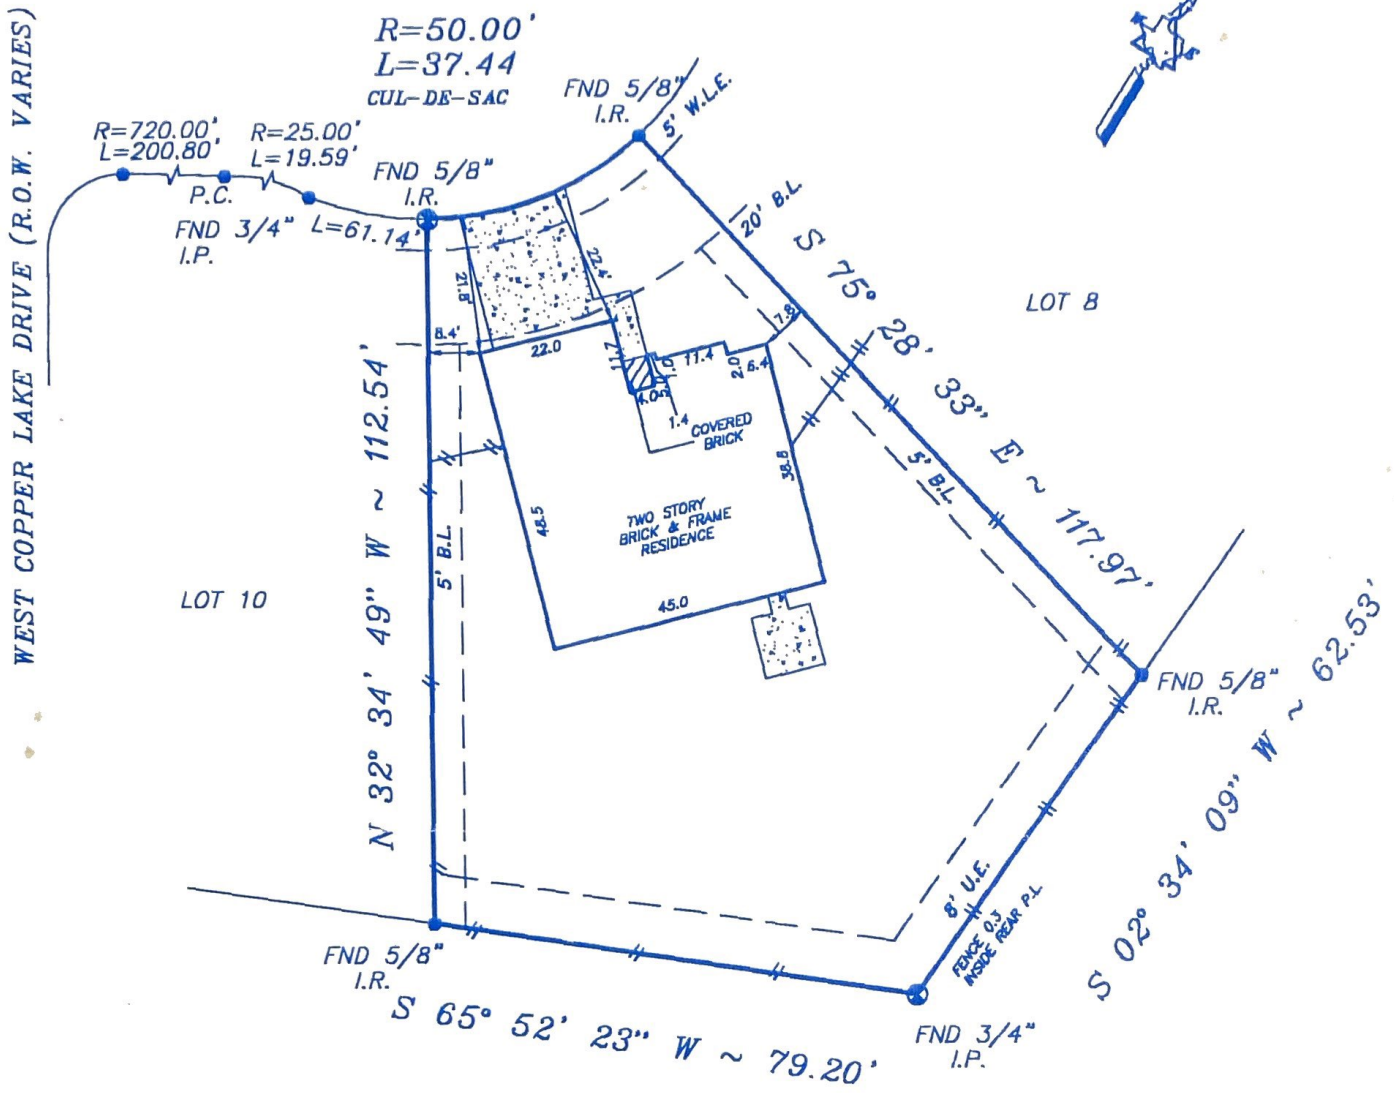 WEST COPPER LAKE DRIVE (R.O.W. VARIES)
R=50.00'
L=37.44
CUL-DE-SAC
FND 5/8"
I.R.
5' W.L.E.
R=720.00'
L=200.80'
R=25.00'
L=19.59'
P.C.
FND 5/8"
I.R.
FND 3/4"
I.P.
L=61.14'
20' B.L.
S 75° 28' 33" E ~ 117.97'
LOT 8
21.8'
22.4'
8.4'
22.0
11.7
4.0
11.4
2.0
5.4
7.8
1.4
COVERED
BRICK
38.8
48.5
TWO STORY
BRICK & FRAME
RESIDENCE
45.0
5' B.L.
5' B.L.
N 32° 34' 49" W ~ 112.54'
LOT 10
FND 5/8"
I.R.
S 02° 34' 09" W ~ 62.53'
8' U.E.
FENCE 0.3
INSIDE REAR P.L.
FND 5/8"
I.R.
S 65° 52' 23" W ~ 79.20'
FND 3/4"
I.P.